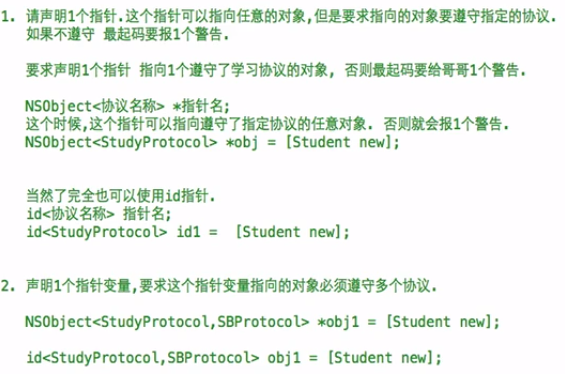 1. 请声明1个指针.这个指针可以指向任意的对象,但是要求指向的对象要遵守指定的协议.
如果不遵守 最起码要报1个警告.
要求声明1个指针 指向1个遵守了学习协议的对象, 否则最起码要给哥哥1个警告.
NSObject<协议名称> *指针名;
这个时候,这个指针可以指向遵守了指定协议的任意对象. 否则就会报1个警告.
NSObject<StudyProtocol> *obj = [Student new];
当然了完全也可以使用id指针.
id<协议名称> 指针名;
id<StudyProtocol> id1 =  [Student new];
2. 声明1个指针变量,要求这个指针变量指向的对象必须遵守多个协议.
NSObject<StudyProtocol,SBProtocol> *obj1 = [Student new];
id<StudyProtocol,SBProtocol> obj1 = [Student new];